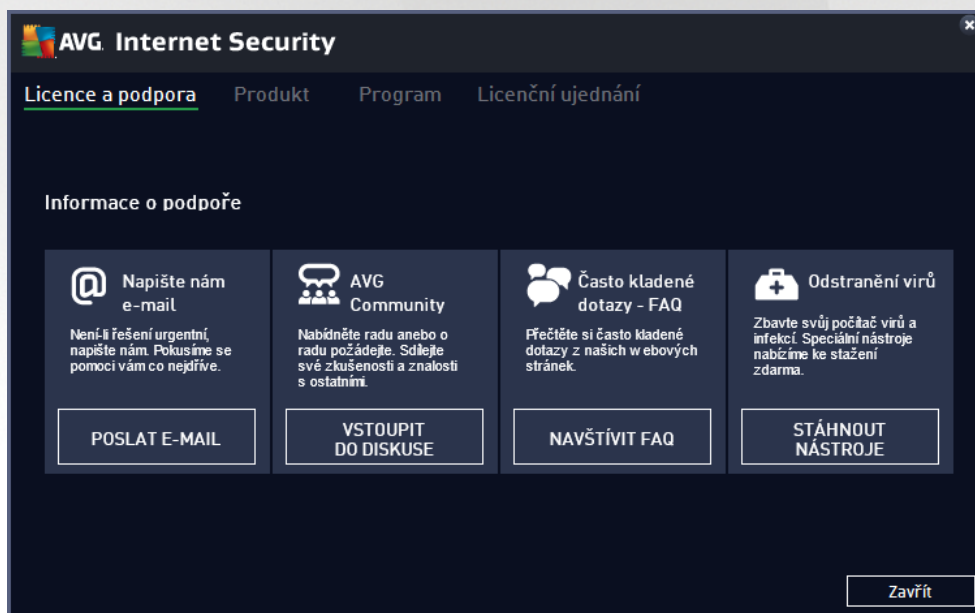 AVG. Internet Security
Licence a podpora Produkt Program Licenční ujednání
Informace o podpoře
Napište nám
e-mail
Není-li řešení urgentní,
napište nám. Pokusíme se
pomoci vám co nejdříve.
POSLAT E-MAIL
AVG
Community
Nabídněte radu anebo o
radu požádejte. Sdílejte
své zkušenosti a znalosti
s ostatními.
VSTOUPIT
DO DISKUSE
Často kladené
dotazy - FAQ
Přečtěte si často kladené
dotazy z našich webových
stránek.
NAVŠTÍVIT FAQ
Odstranění virů
Zbavte svůj počítač virů a
infekcí. Speciální nástroje
nabízíme ke stažení
zdarma.
STÁHNOUT
NÁSTROJE
Zavřít